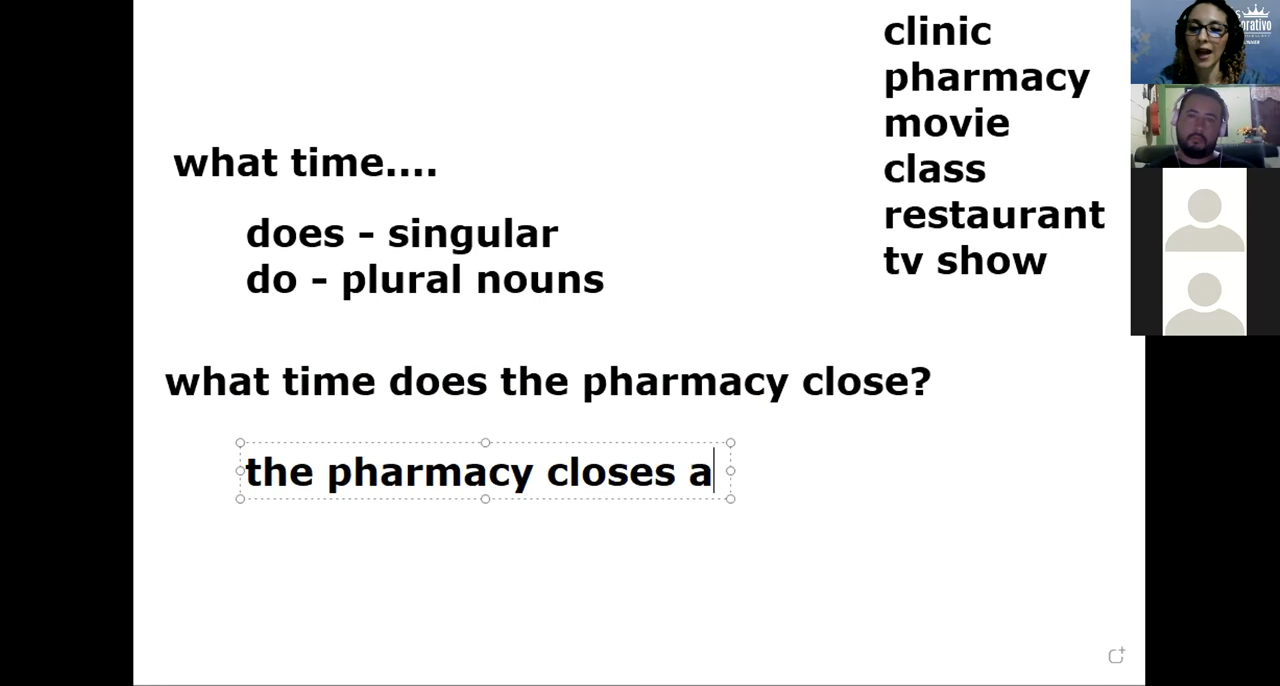 clinic
pharmacy
movie
class
restaurant
tv show
what time....
does - singular
do - plural nouns
what time does the pharmacy close?
the pharmacy closes a